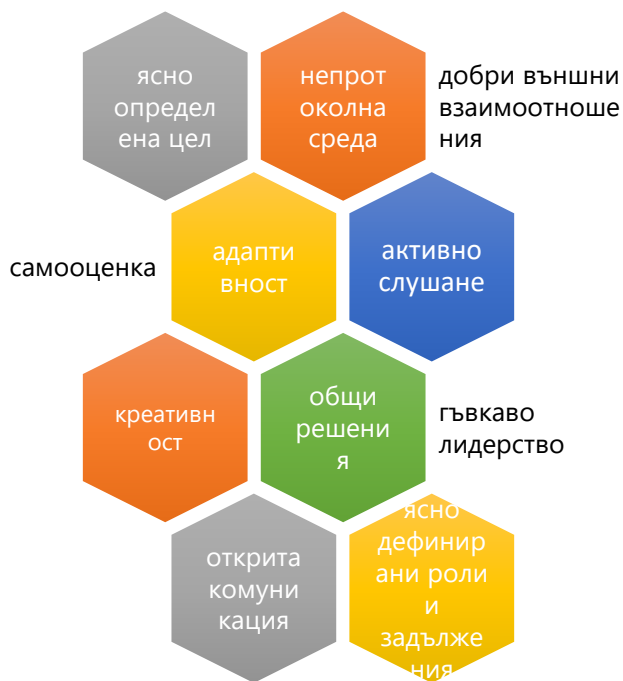 ясно
определ
ена цел
непрот
околна
среда
добри външни
взаимоотноше
ния
самооценка
адапти
вност
активно
слушане
креативн
ост
общи
решени
я
гъвкаво
лидерство
открита
комуни
кация
ясно
дефинир
ани роли
и
задълже
ния